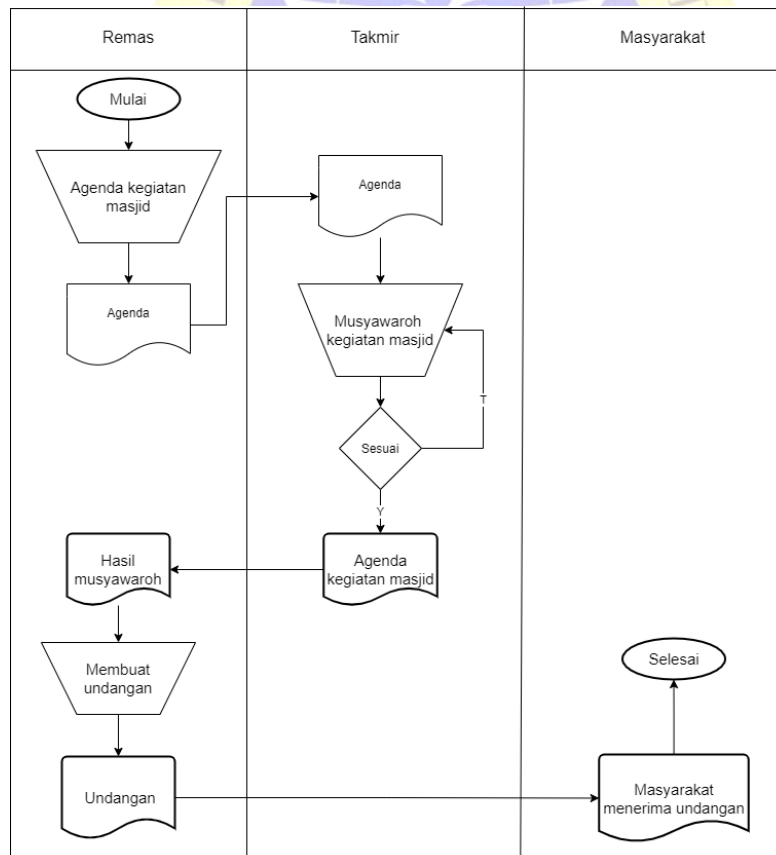 Remas
Takmir
Masyarakat
Mulai
Agenda kegiatan
masjid
Agenda
Agenda
Musyawaroh
kegiatan masjid
T
Sesuai
Y
Agenda
kegiatan masjid
Hasil
musyawaroh
Membuat
undangan
Undangan
Masyarakat
menerima undangan
Selesai